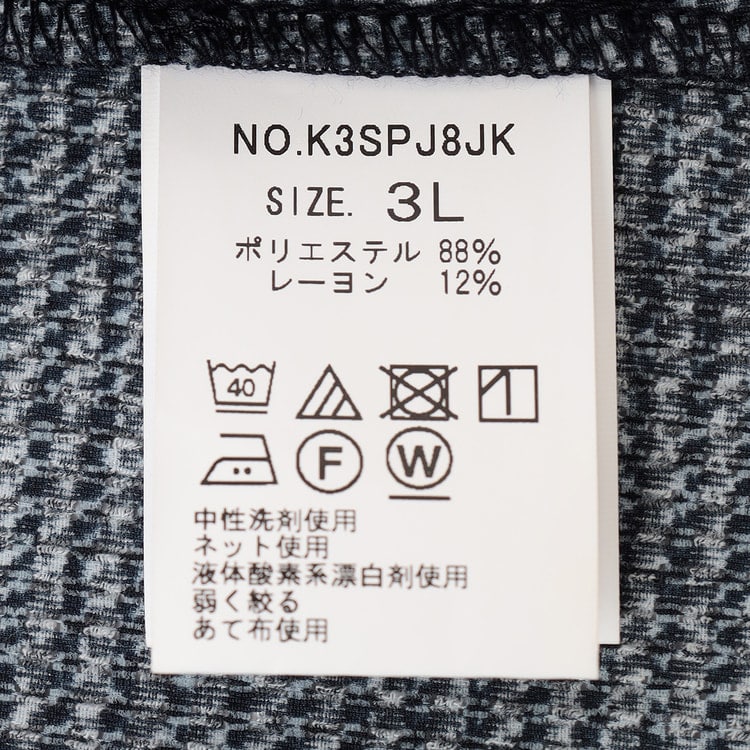 NO.K3SPJ8JK
SIZE. 3L
ポリエステル 88%
レーヨン 12%
40
F W
中性洗剤使用
ネット使用
液体酸素系漂白剤使用
弱く絞る
あて布使用